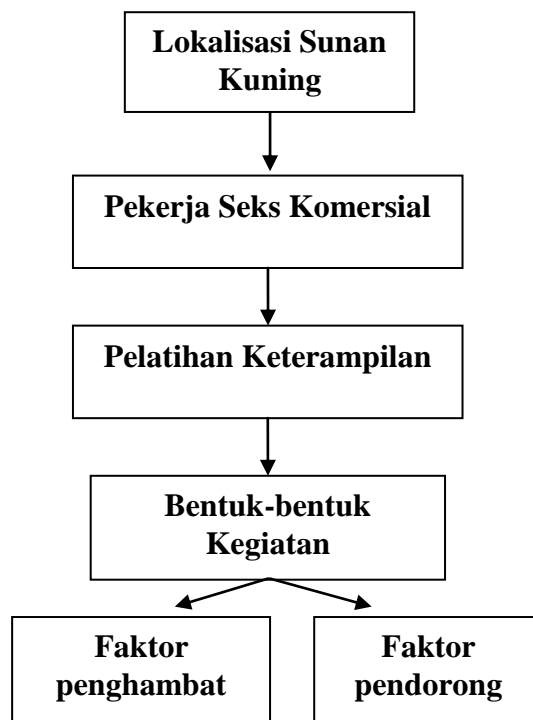 Lokalisasi Sunan
Kuning
Pekerja Seks Komersial
Pelatihan Keterampilan
Bentuk-bentuk
Kegiatan
Faktor
penghambat
Faktor
pendorong